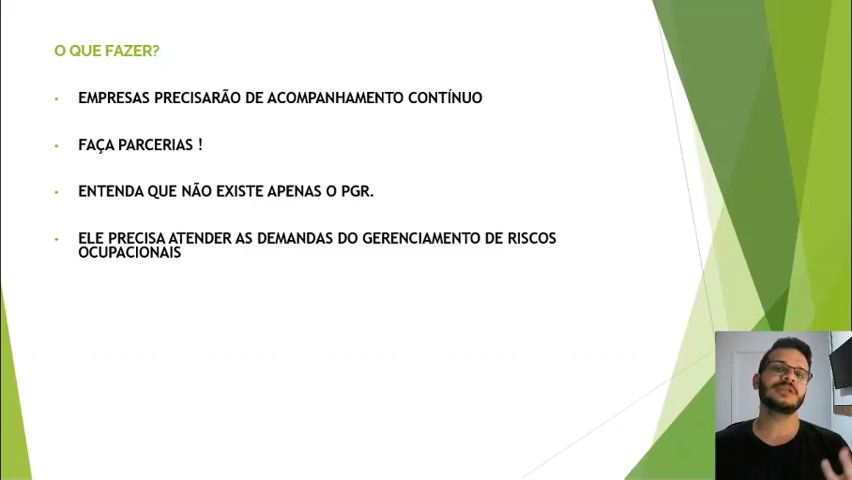 O QUE FAZER?
EMPRESAS PRECISARÃO DE ACOMPANHAMENTO CONTÍNUO
FAÇA PARCERIAS !
ENTENDA QUE NÃO EXISTE APENAS O PGR.
ELE PRECISA ATENDER AS DEMANDAS DO GERENCIAMENTO DE RISCOS
OCUPACIONAIS